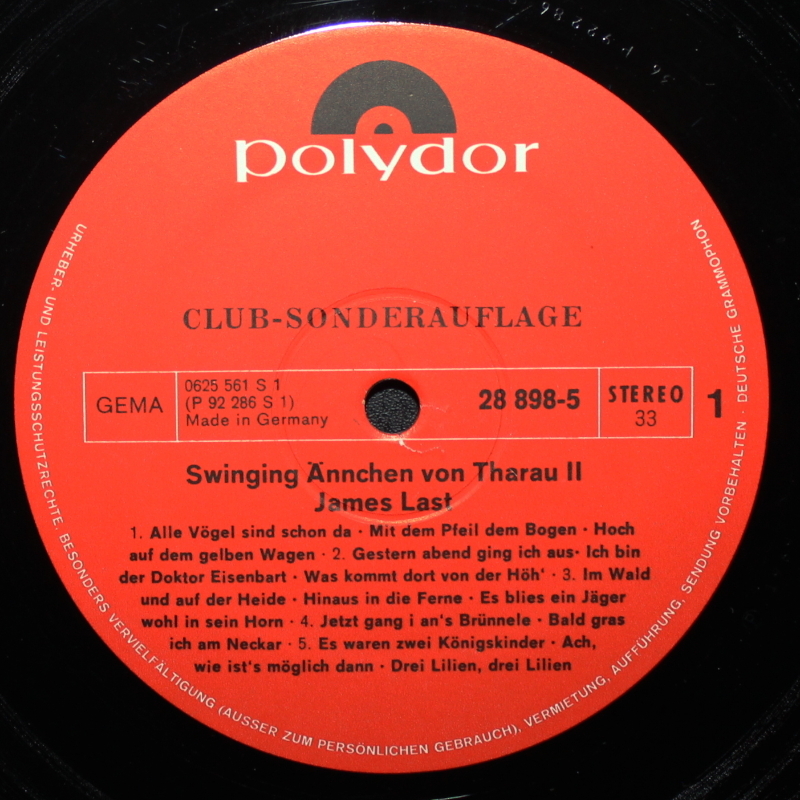 polydor
CLUB-SONDERAUFLAGE
GEMA
0625 561 S 1
(P 92 286 S 1)
Made in Germany
28 898-5
STEREO
33
1
Swinging Ännchen von Tharau II
James Last
1. Alle Vögel sind schon da · Mit dem Pfeil dem Bogen · Hoch
auf dem gelben Wagen · 2. Gestern abend ging ich aus · Ich bin
der Doktor Eisenbart · Was kommt dort von der Höh' · 3. Im Wald
und auf der Heide · Hinaus in die Ferne · Es blies ein Jäger
wohl in sein Horn · 4. Jetzt gang i an's Brünnele · Bald gras
ich am Neckar · 5. Es waren zwei Königskinder · Ach,
wie ist's möglich dann · Drei Lilien, drei Lilien
URHEBER- UND LEISTUNGSSCHUTZRECHTE, BESONDERS VERVIELFÄLTIGUNG (AUSSER ZUM PERSÖNLICHEN GEBRAUCH), VERMIETUNG, AUFFÜHRUNG, SENDUNG VORBEHALTEN · DEUTSCHE GRAMMOPHON